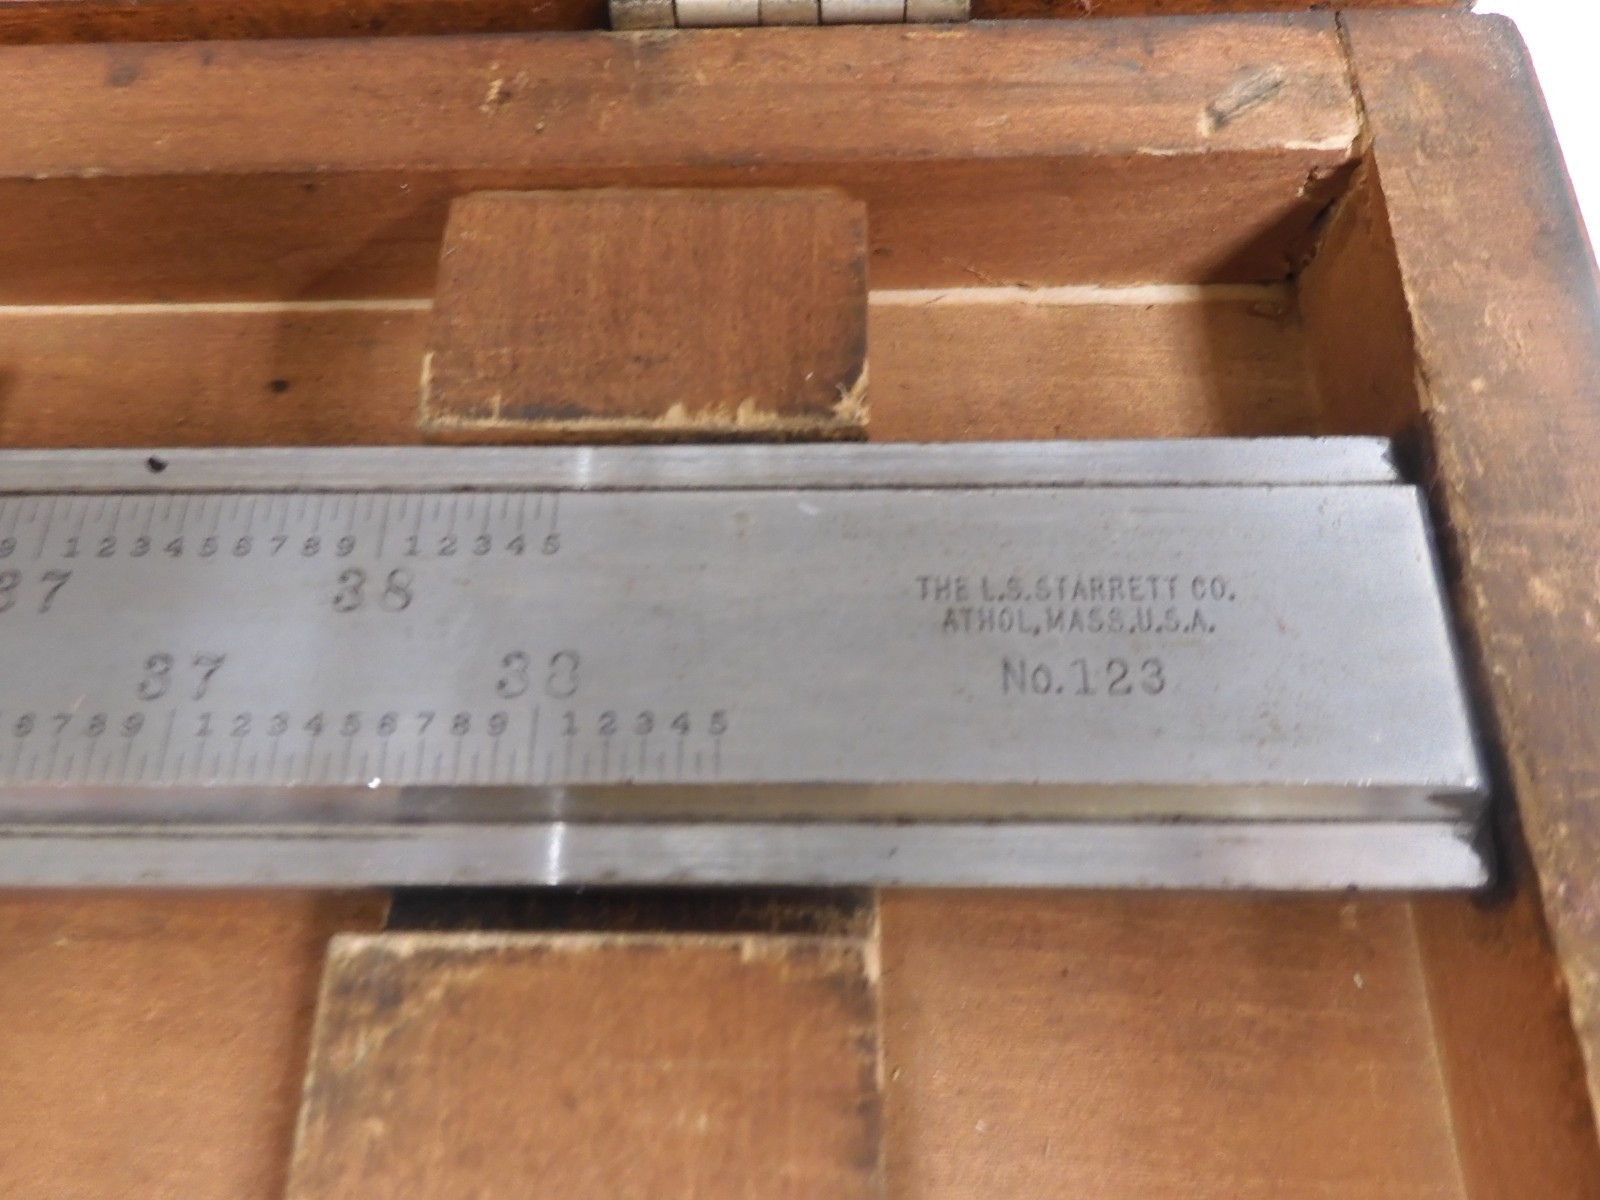 9 1 2 3 4 5 6 7 8 9 1 2 3 4 5
37 38
THE L.S. STARRETT CO.
ATHOL, MASS. U.S.A.
No. 123
37 38
6 7 8 9 1 2 3 4 5 6 7 8 9 1 2 3 4 5